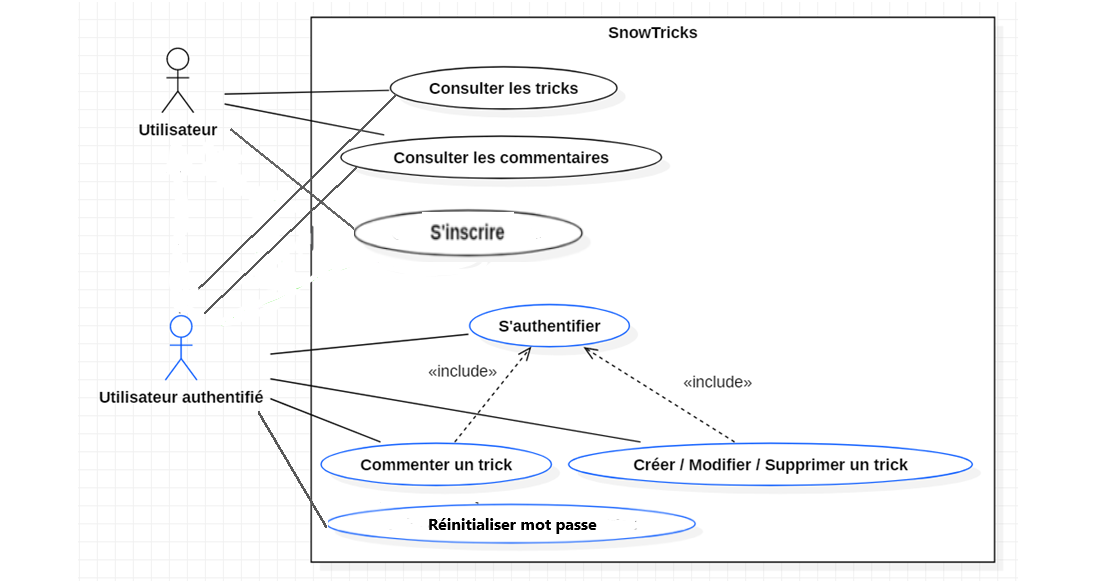 SnowTricks
Consulter les tricks
Utilisateur
Consulter les commentaires
S'inscrire
S'authentifier
«include»
«include»
Utilisateur authentifié
Commenter un trick
Créer / Modifier / Supprimer un trick
Réinitialiser mot passe